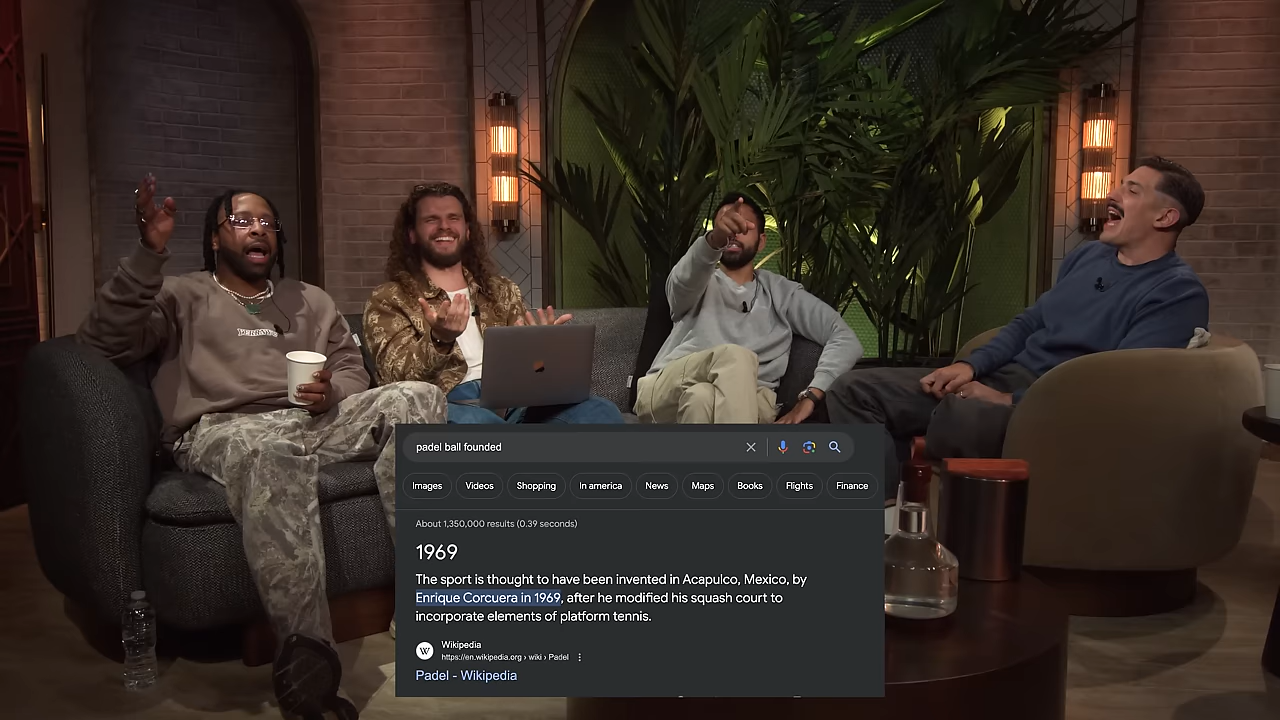 padel ball founded
Images Videos Shopping In america News Maps Books Flights Finance
About 1,350,000 results (0.39 seconds)
1969
The sport is thought to have been invented in Acapulco, Mexico, by
Enrique Corcuera in 1969, after he modified his squash court to
incorporate elements of platform tennis.
W
Wikipedia
https://en.wikipedia.org › wiki › Padel
Padel - Wikipedia